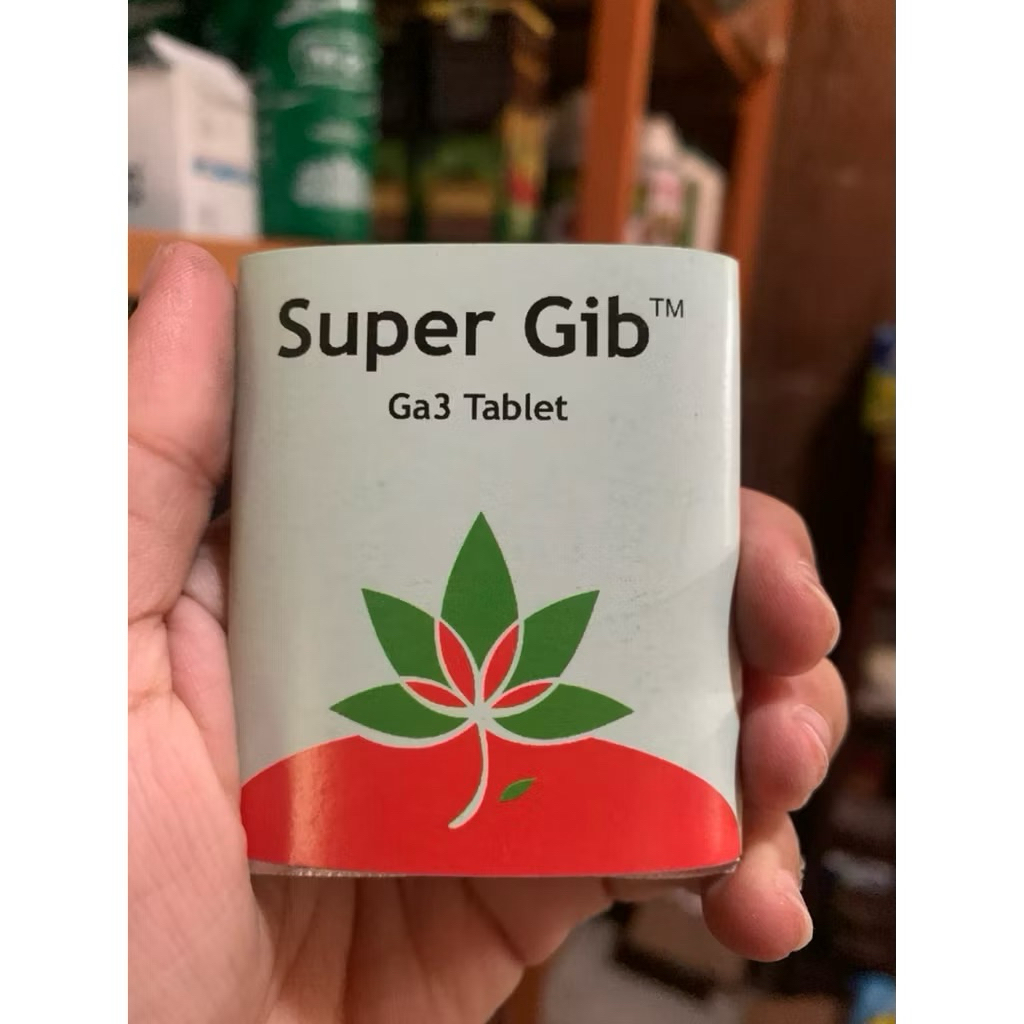 Super Gib™
Ga3 Tablet